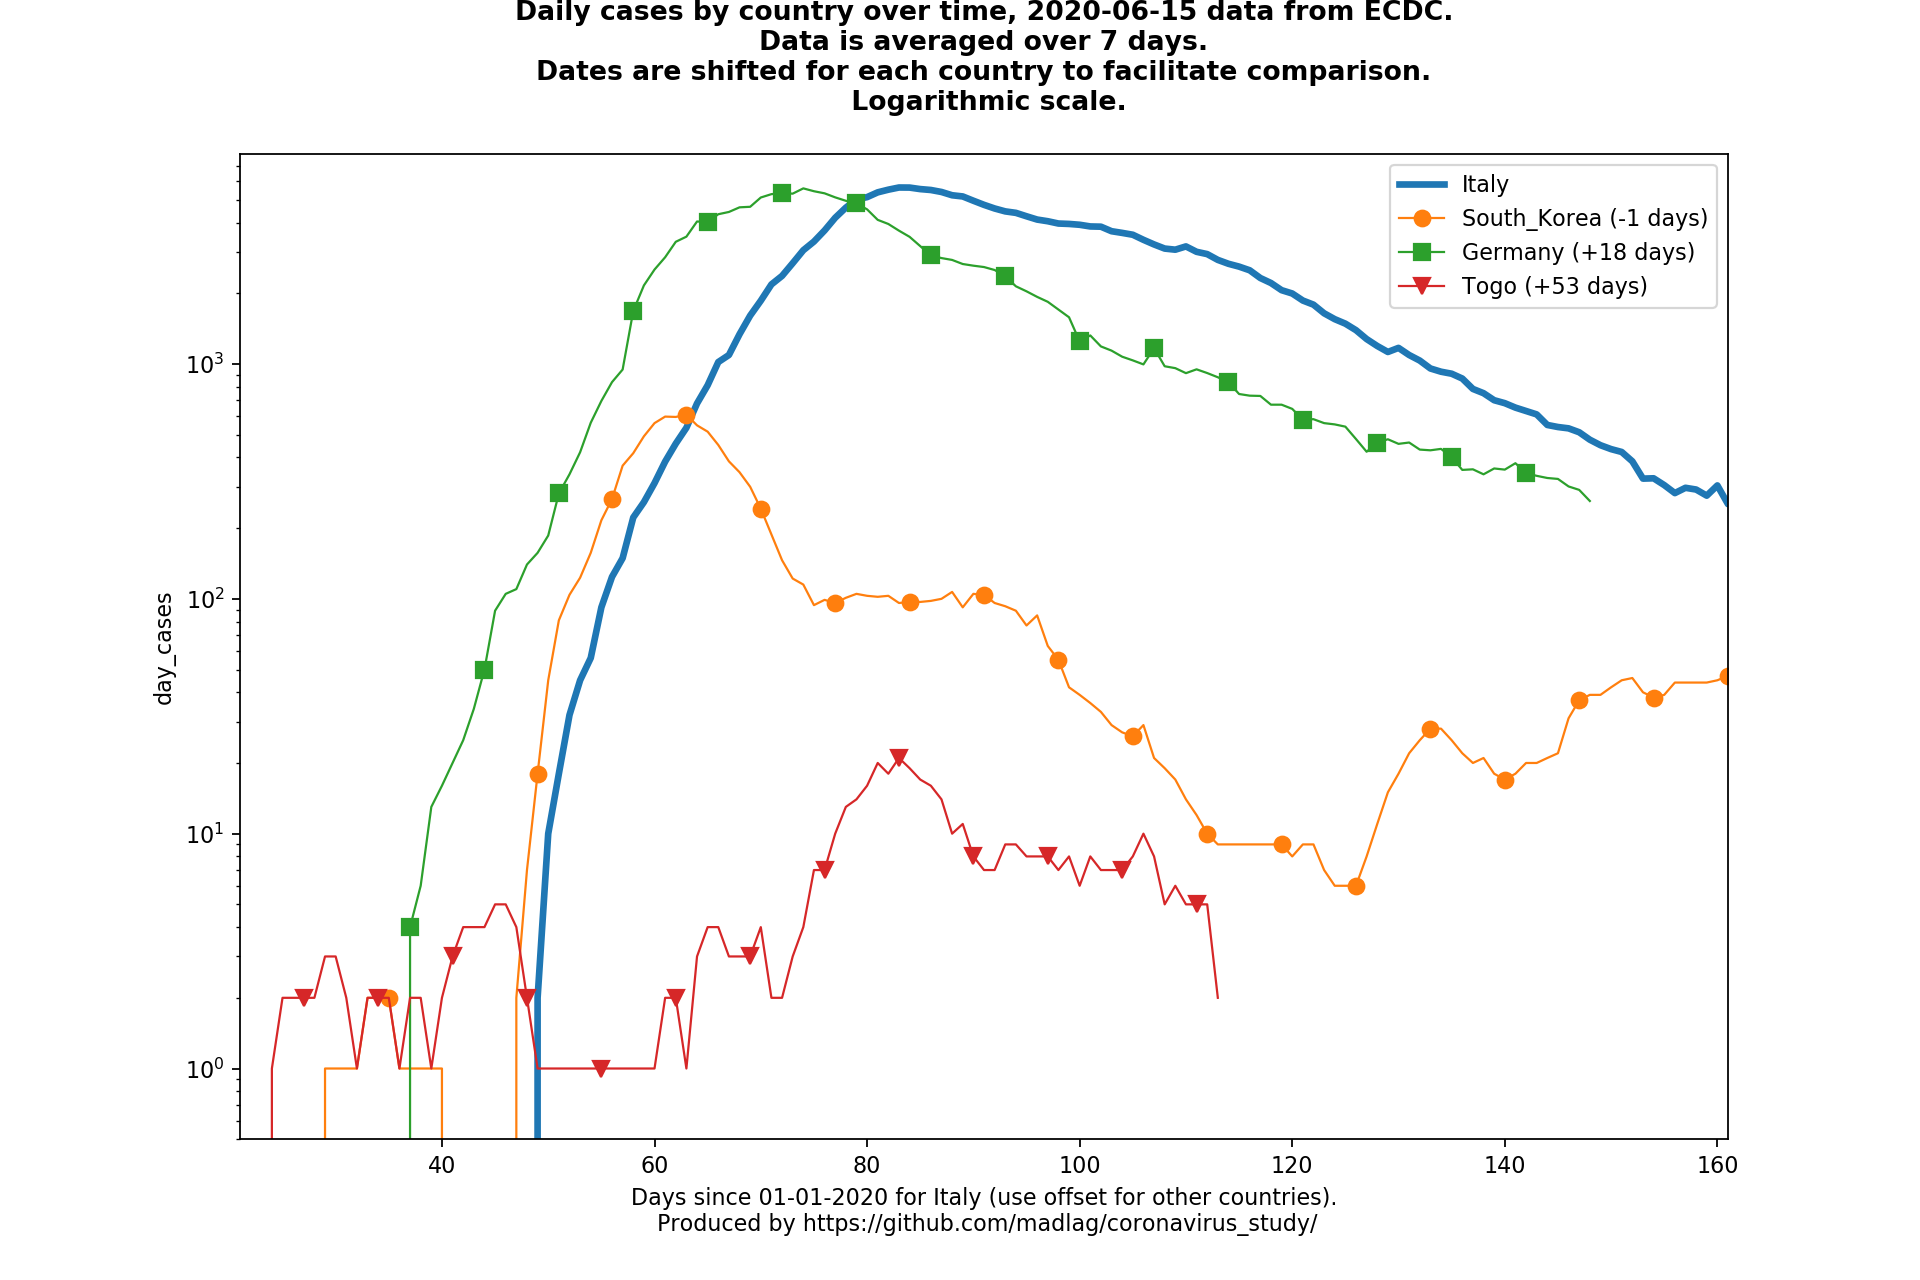 Daily cases by country over time, 2020-06-15 data from ECDC.
Data is averaged over 7 days.
Dates are shifted for each country to facilitate comparison.
Logarithmic scale.
Italy
South_Korea (-1 days)
Germany (+18 days)
Togo (+53 days)
10³
10²
10¹
10⁰
day_cases
40 60 80 100 120 140 160
Days since 01-01-2020 for Italy (use offset for other countries).
Produced by https://github.com/madlag/coronavirus_study/